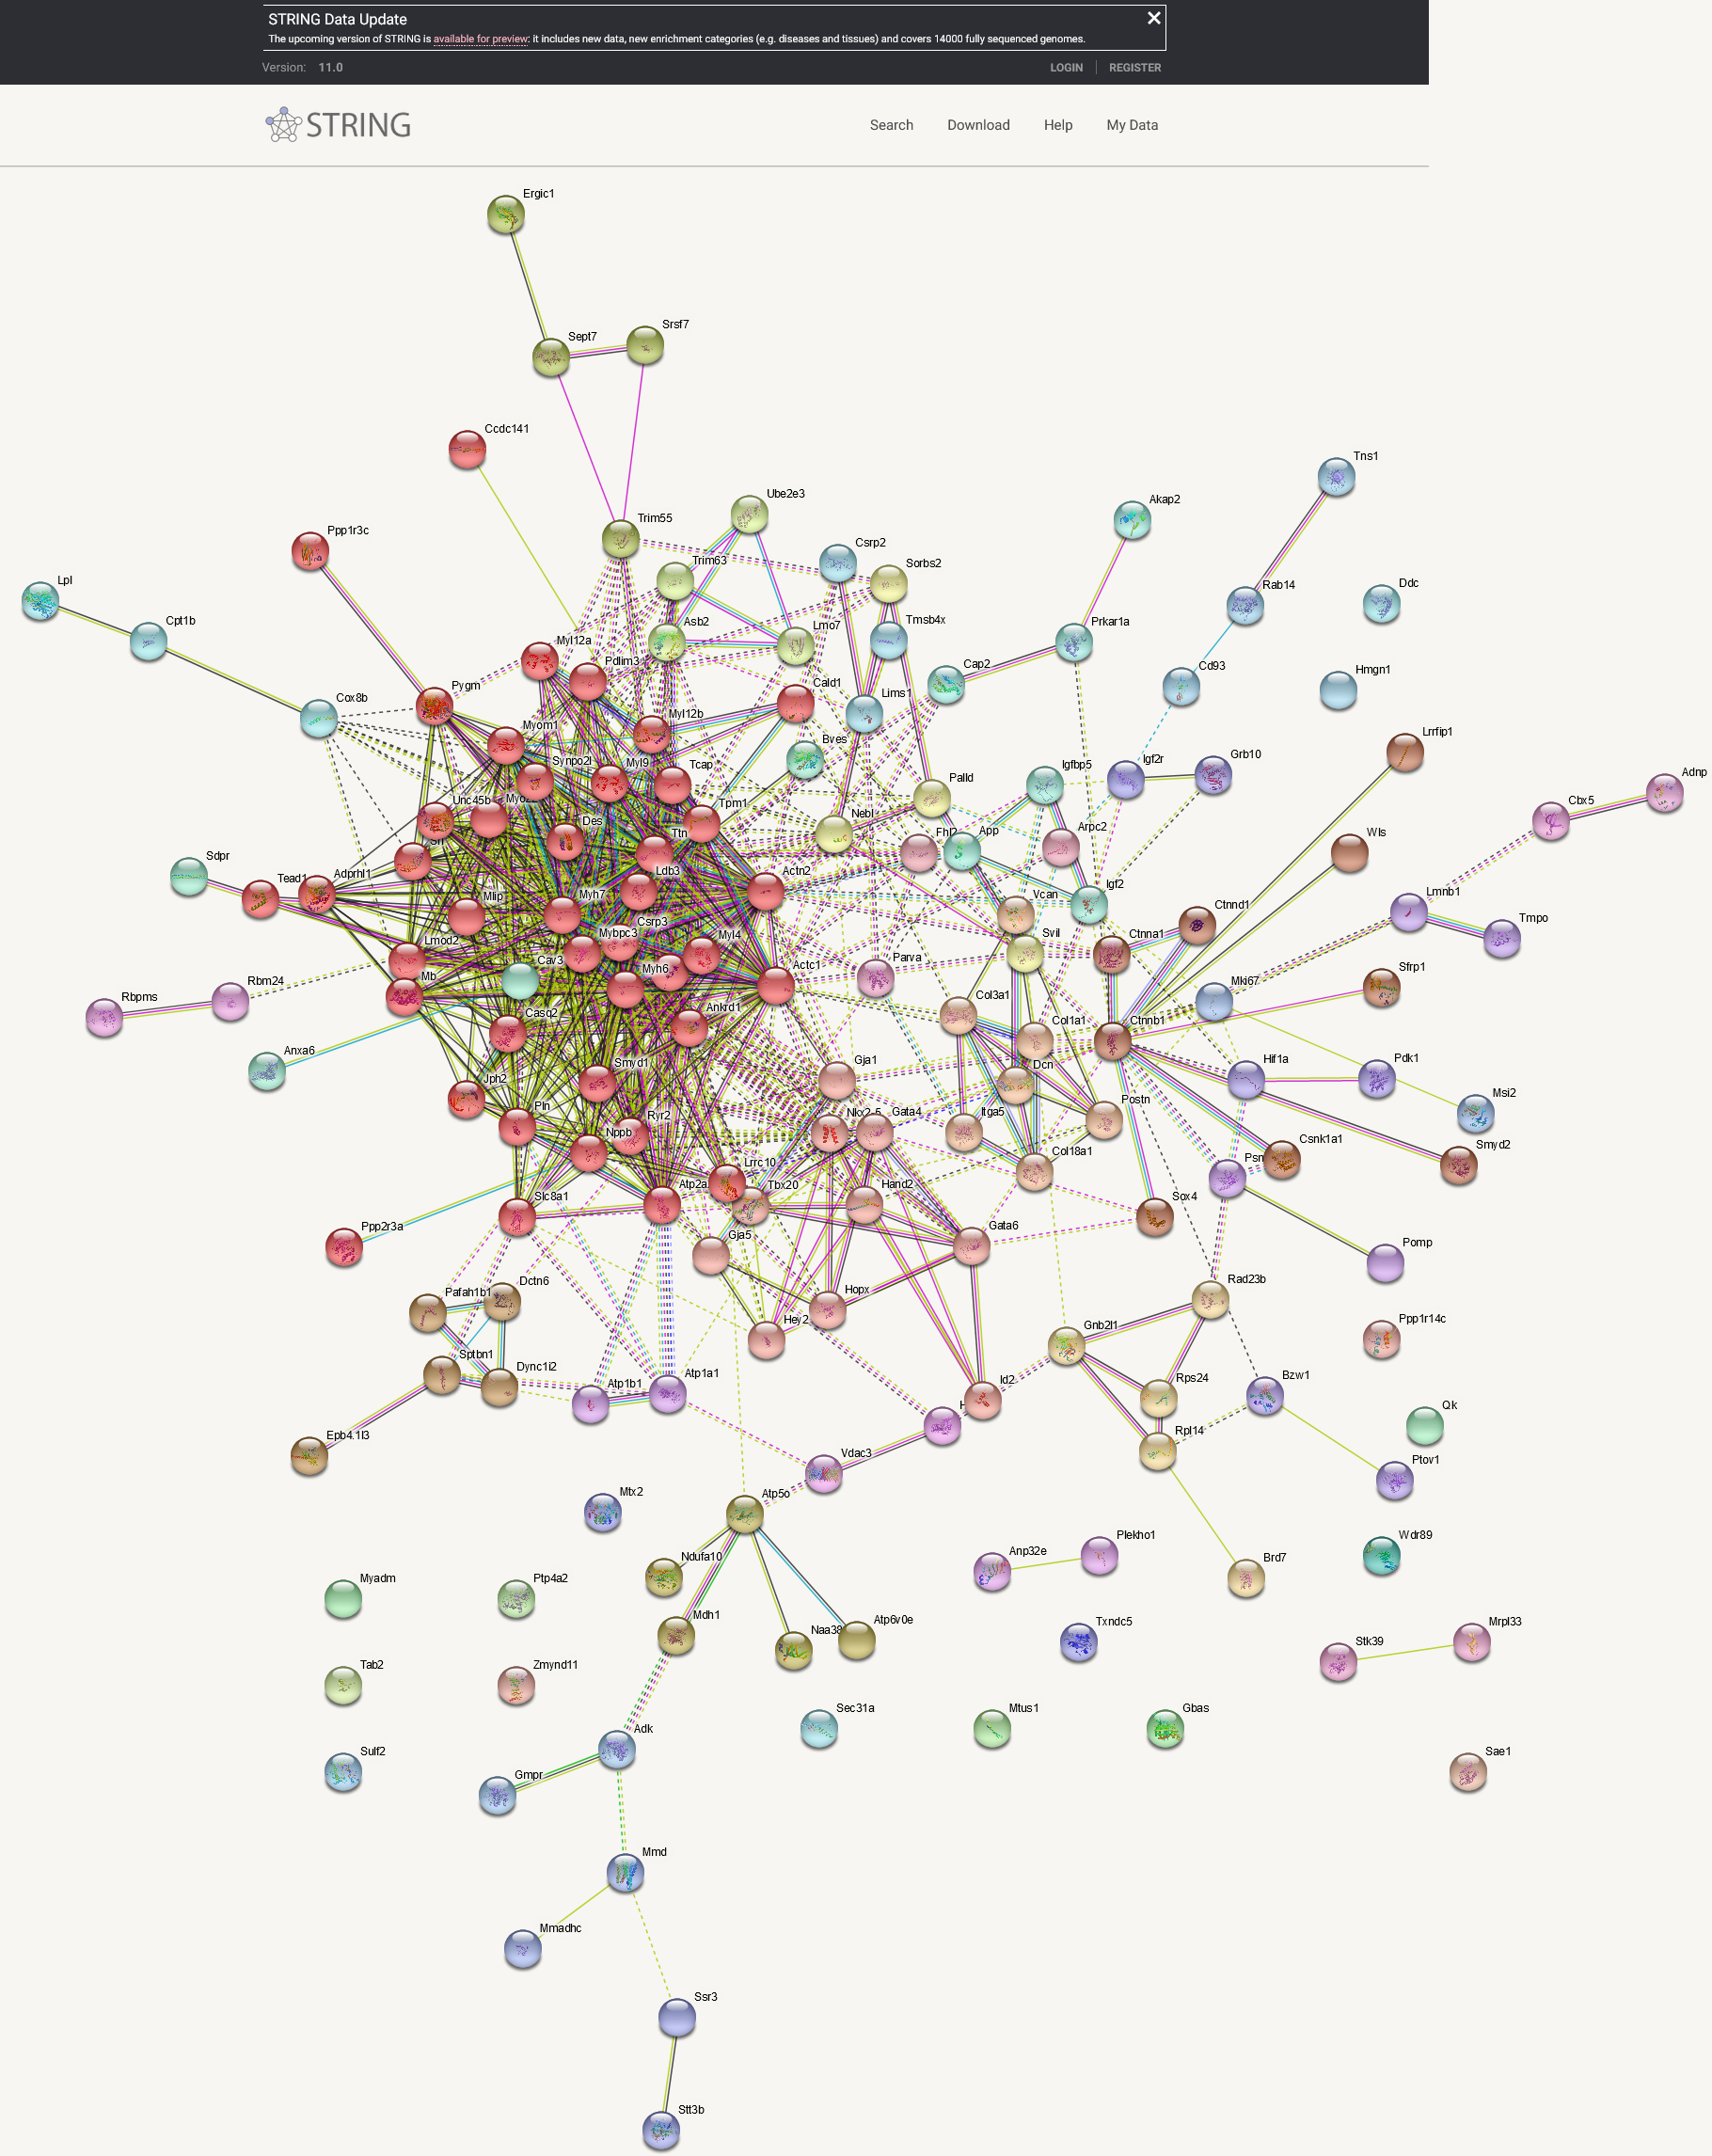 STRING Data Update
The upcoming version of STRING is available for preview: it includes new data, new enrichment categories (e.g. diseases and tissues) and covers 14000 fully sequenced genomes.
Version: 11.0
LOGIN
REGISTER
STRING
Search
Download
Help
My Data
Ergic1
Srsf7
Sept7
Ccdc141
Tns1
Ube2e3
Akap2
Trim55
Ppp1r3c
Csrp2
Trim63
Sorbs2
Lpl
Rab14
Ddc
Cpt1b
Asb2
Lmo7
Tmsb4x
Prkar1a
Myl12a
Pdlim3
Cap2
Cd93
Hmgn1
Pygm
Cald1
Lims1
Cox8b
Myl12b
Myom1
Bves
Lrrfip1
Synpo2l
Myl9
Tcap
Palld
Igfbp5
Igf2r
Grb10
Adnp
Unc45b
Tpm1
Cbx5
Des
Ttn
Nebl
App
Arpc2
Wls
Sdpr
Ldb3
Actn2
Tead1
Adprhl1
Mlip
Myh7
Vcan
Igf2
Lmnb1
Csrp3
Ctnnd1
Tmpo
Mybpc3
Myl4
Svil
Ctnna1
Lmod2
Cav3
Myh6
Actc1
Parva
Sfrp1
Mb
Rbm24
Mki67
Rbpms
Col3a1
Casq2
Ankrd1
Col1a1
Ctnnb1
Anxa6
Smyd1
Gja1
Dcn
Hif1a
Pdk1
Jph2
Msi2
Pln
Ryr2
Nkx2-5
Gata4
Itga5
Postn
Nppb
Csnk1a1
Smyd2
Col18a1
Lrrc10
Slc8a1
Tbx20
Hand2
Sox4
Gata6
Ppp2r3a
Gja5
Pomp
Dctn6
Rad23b
Pafah1b1
Hopx
Hey2
Gnb2l1
Ppp1r14c
Sptbn1
Dync1i2
Atp1b1
Atp1a1
Id2
Rps24
Bzw1
Qk
Epb4.1l3
Rpl14
Vdac3
Ptov1
Mtx2
Atp5o
Wdr89
Anp32e
Plekho1
Brd7
Ndufa10
Myadm
Ptp4a2
Mdh1
Naa38
Atp6v0e
Txndc5
Mrpl33
Stk39
Tab2
Zmynd11
Sec31a
Mtus1
Gbas
Adk
Sulf2
Sae1
Gmpr
Mmd
Mmadhc
Ssr3
Stt3b